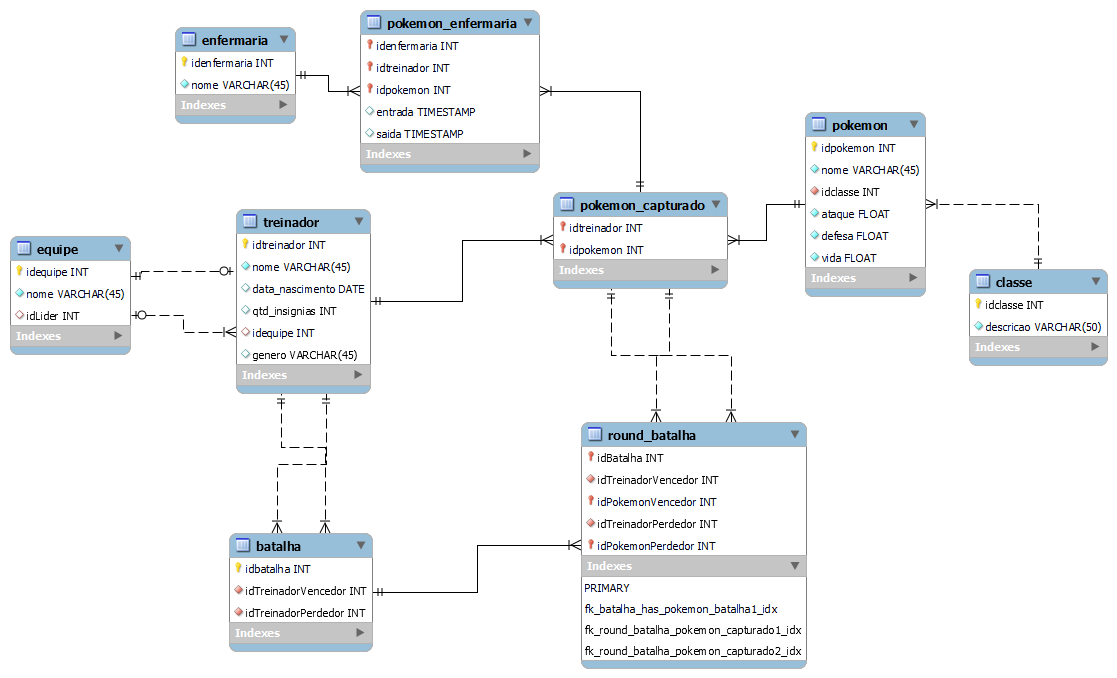 enfermaria
idenfermaria INT
nome VARCHAR(45)
Indexes
pokemon_enfermaria
idenfermaria INT
idtreinador INT
idpokemon INT
entrada TIMESTAMP
saida TIMESTAMP
Indexes
pokemon
idpokemon INT
nome VARCHAR(45)
idclasse INT
ataque FLOAT
defesa FLOAT
vida FLOAT
Indexes
pokemon_capturado
idtreinador INT
idpokemon INT
Indexes
equipe
idequipe INT
nome VARCHAR(45)
idLider INT
Indexes
treinador
idtreinador INT
nome VARCHAR(45)
data_nascimento DATE
qtd_insignias INT
idequipe INT
genero VARCHAR(45)
Indexes
classe
idclasse INT
descricao VARCHAR(50)
Indexes
batalha
idbatalha INT
idTreinadorVencedor INT
idTreinadorPerdedor INT
Indexes
round_batalha
idBatalha INT
idTreinadorVencedor INT
idPokemonVencedor INT
idTreinadorPerdedor INT
idPokemonPerdedor INT
Indexes
PRIMARY
fk_batalha_has_pokemon_batalha1_idx
fk_round_batalha_pokemon_capturado1_idx
fk_round_batalha_pokemon_capturado2_idx